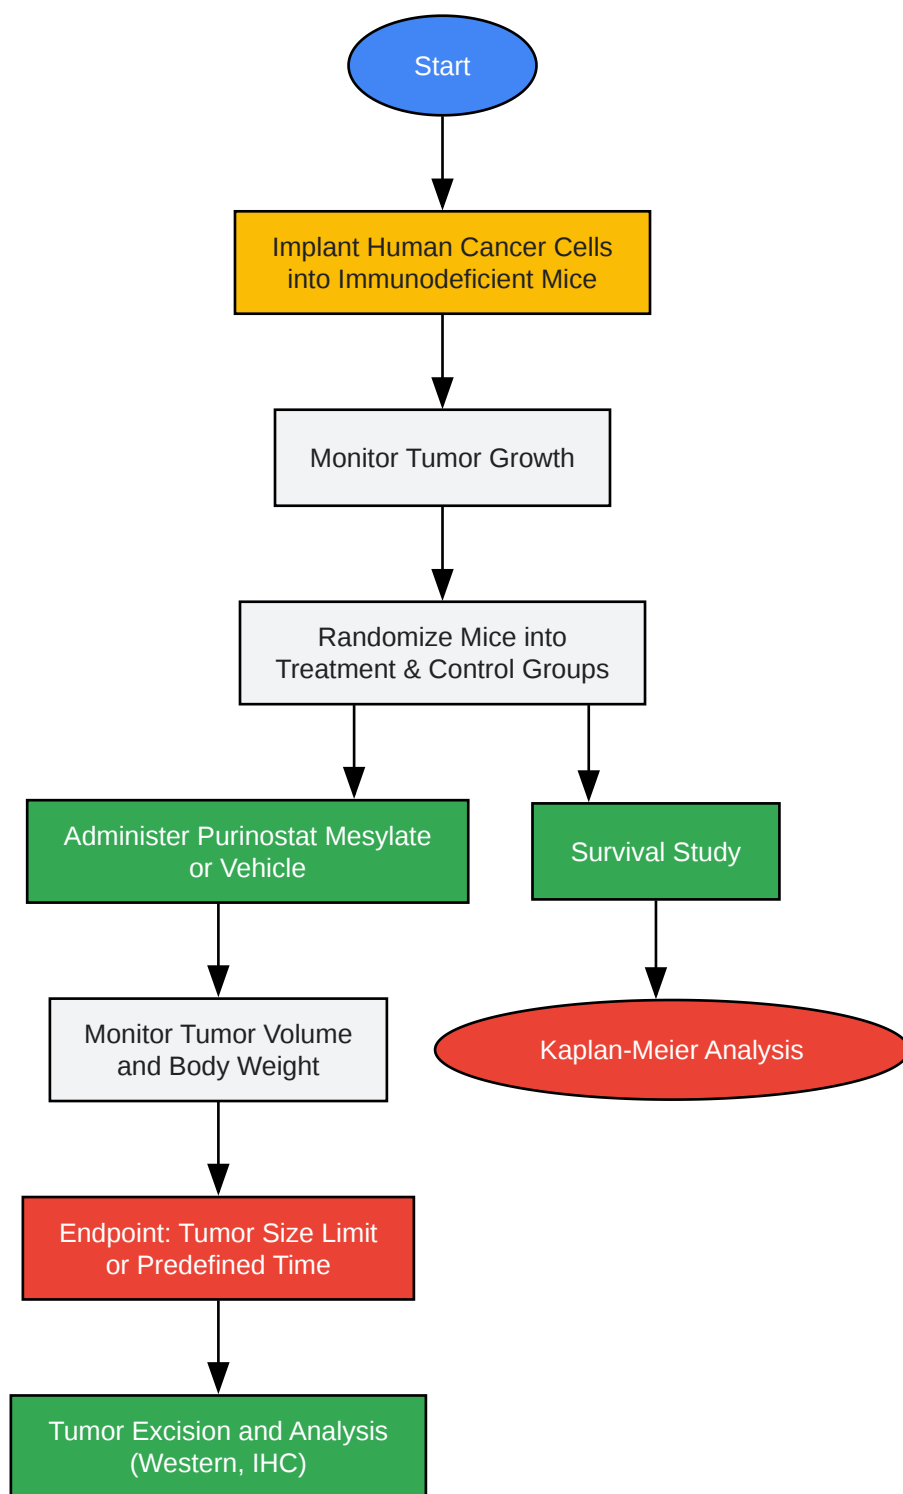 Start
Implant Human Cancer Cells
into Immunodeficient Mice
Monitor Tumor Growth
Randomize Mice into
Treatment & Control Groups
Administer Purinostat Mesylate
or Vehicle
Survival Study
Monitor Tumor Volume
and Body Weight
Kaplan-Meier Analysis
Endpoint: Tumor Size Limit
or Predefined Time
Tumor Excision and Analysis
(Western, IHC)